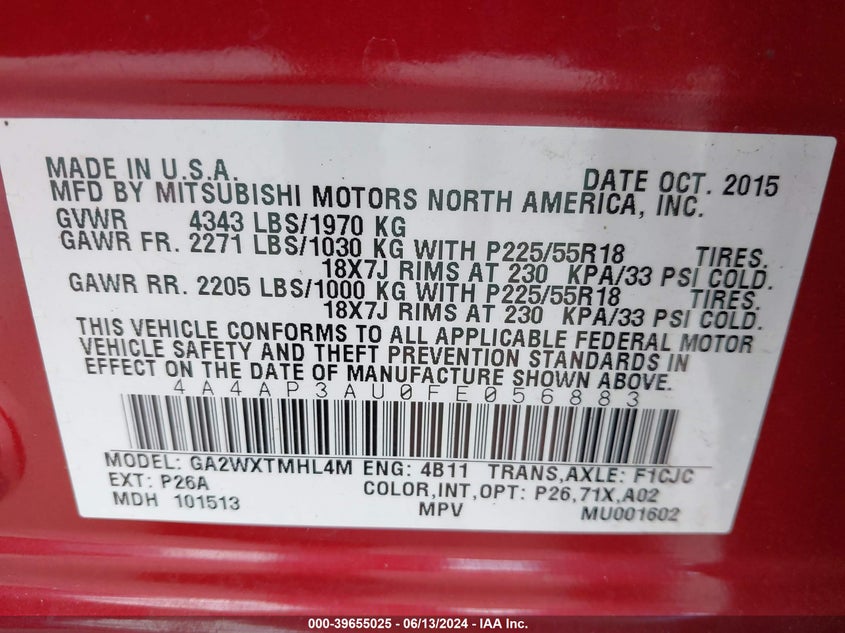 MADE IN U.S.A. DATE OCT. 2015
MFD BY MITSUBISHI MOTORS NORTH AMERICA, INC.
GVWR 4343 LBS/1970 KG
GAWR FR. 2271 LBS/1030 KG WITH P225/55R18 TIRES.
18X7J RIMS AT 230 KPA/33 PSI COLD.
GAWR RR. 2205 LBS/1000 KG WITH P225/55R18 TIRES.
18X7J RIMS AT 230 KPA/33 PSI COLD.
THIS VEHICLE CONFORMS TO ALL APPLICABLE FEDERAL MOTOR
VEHICLE SAFETY AND THEFT PREVENTION STANDARDS IN
EFFECT ON THE DATE OF MANUFACTURE SHOWN ABOVE.
4A4AP3AU0FE056883
MODEL: GA2WXTMHL4M ENG: 4B11 TRANS,AXLE: F1CJC
EXT: P26A COLOR,INT,OPT: P26,71X,A02
MDH 101513 MPV MU001602
000-39655025 - 06/13/2024 - IAA Inc.